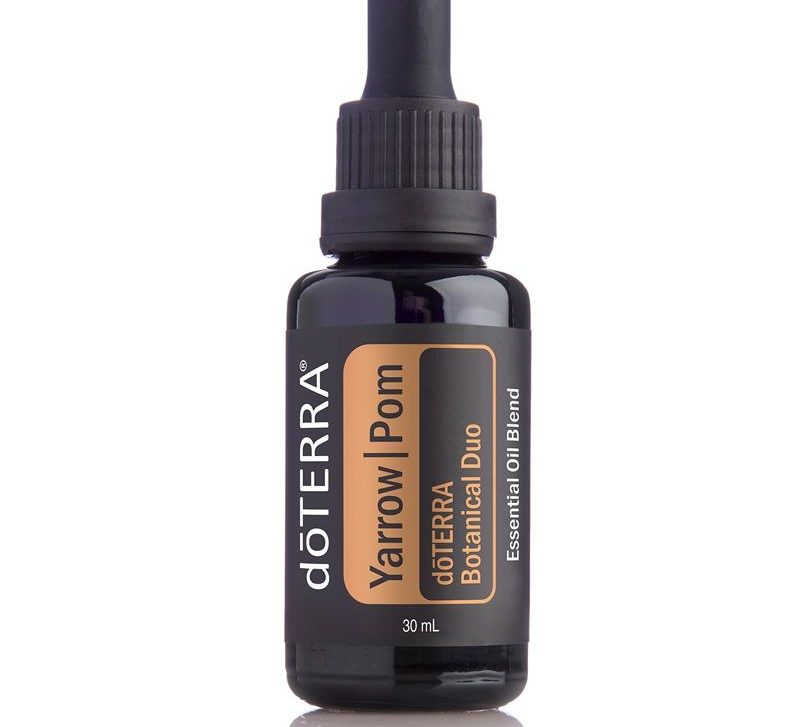 dōTERRA®
Yarrow|Pom
dōTERRA
Botanical Duo
Essential Oil Blend
30 mL